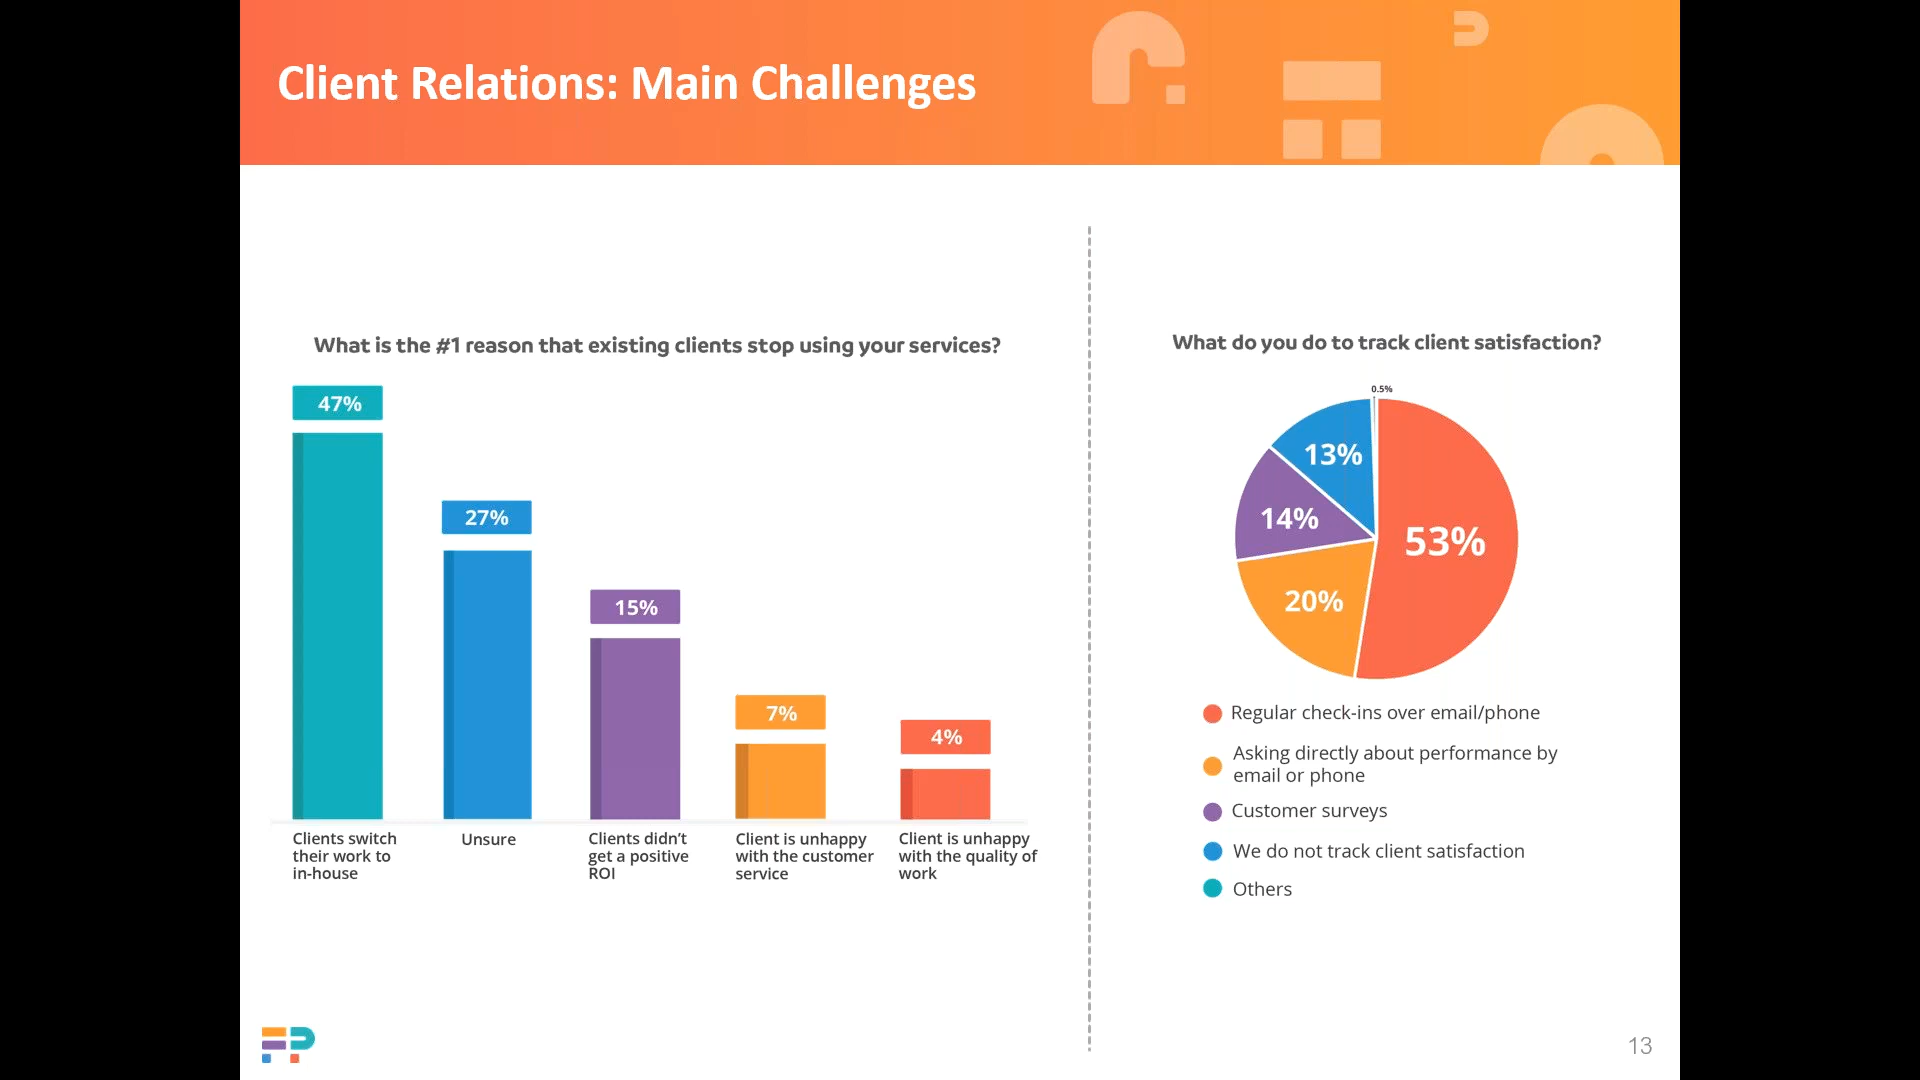 Client Relations: Main Challenges
What is the #1 reason that existing clients stop using your services?
47%
27%
15%
7%
4%
Clients switch
their work to
in-house
Unsure
Clients didn't
get a positive
ROI
Client is unhappy
with the customer
service
Client is unhappy
with the quality of
work
What do you do to track client satisfaction?
0.5%
13%
14%
53%
20%
Regular check-ins over email/phone
Asking directly about performance by
email or phone
Customer surveys
We do not track client satisfaction
Others
13